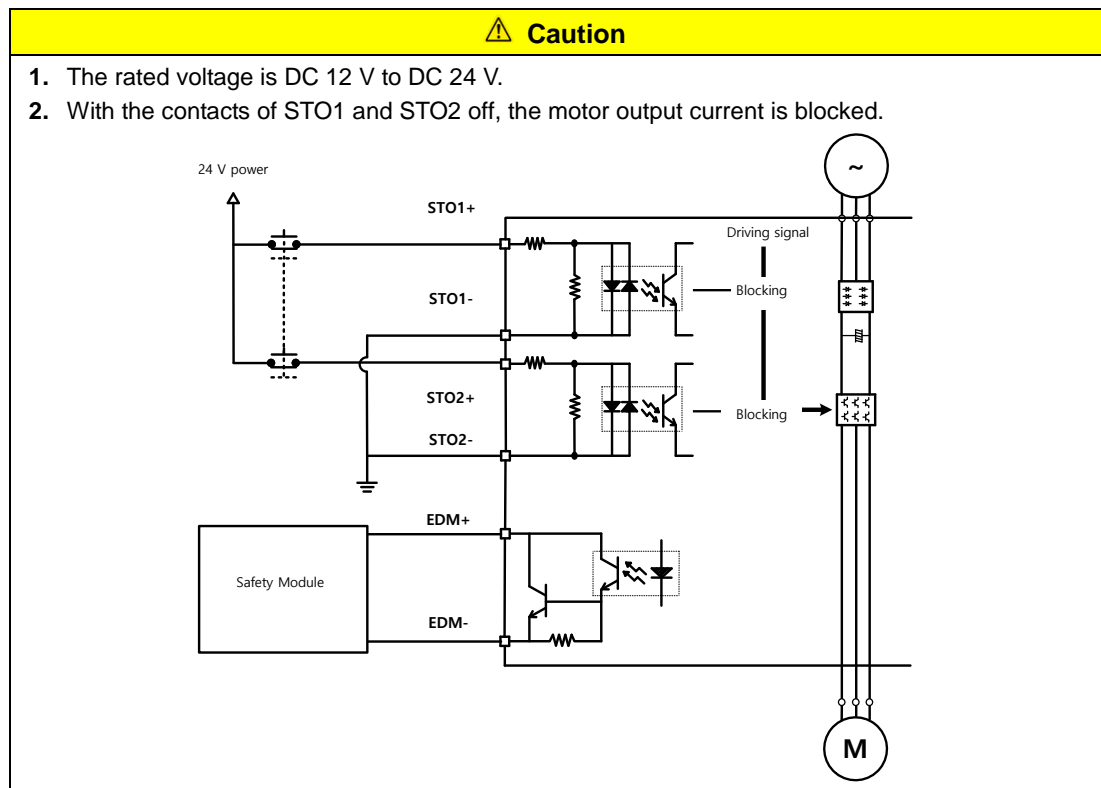 ⚠ Caution
1. The rated voltage is DC 12 V to DC 24 V.
2. With the contacts of STO1 and STO2 off, the motor output current is blocked.
24 V power
~
STO1+
Driving signal
STO1-
Blocking
STO2+
Blocking
STO2-
EDM+
Safety Module
EDM-
M